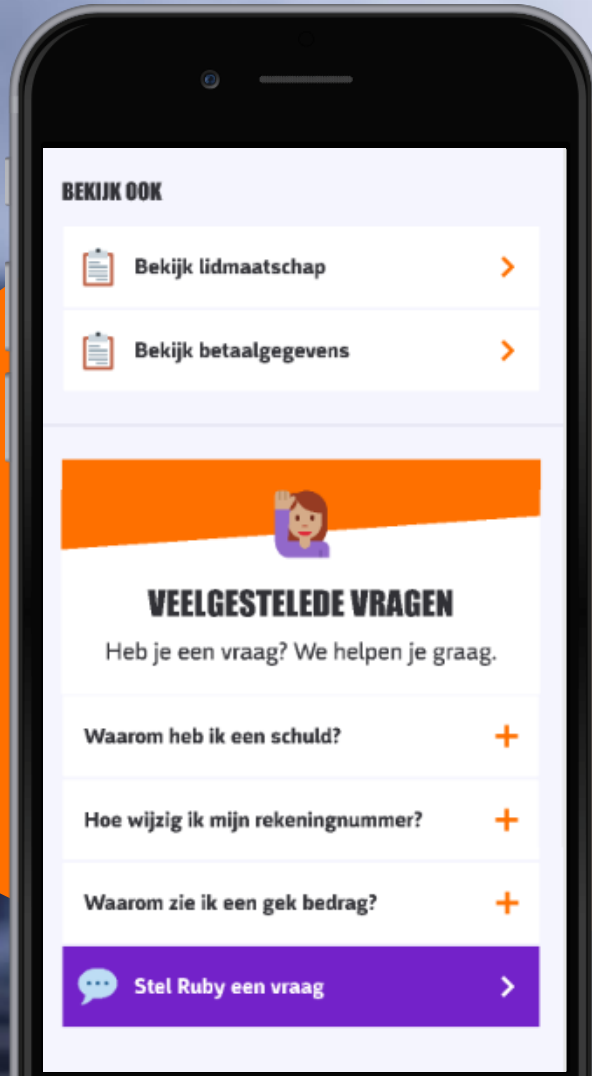 BEKIJK OOK
Bekijk lidmaatschap
Bekijk betaalgegevens
VEELGESTELEDE VRAGEN
Heb je een vraag? We helpen je graag.
Waarom heb ik een schuld?
Hoe wijzig ik mijn rekeningnummer?
Waarom zie ik een gek bedrag?
Stel Ruby een vraag